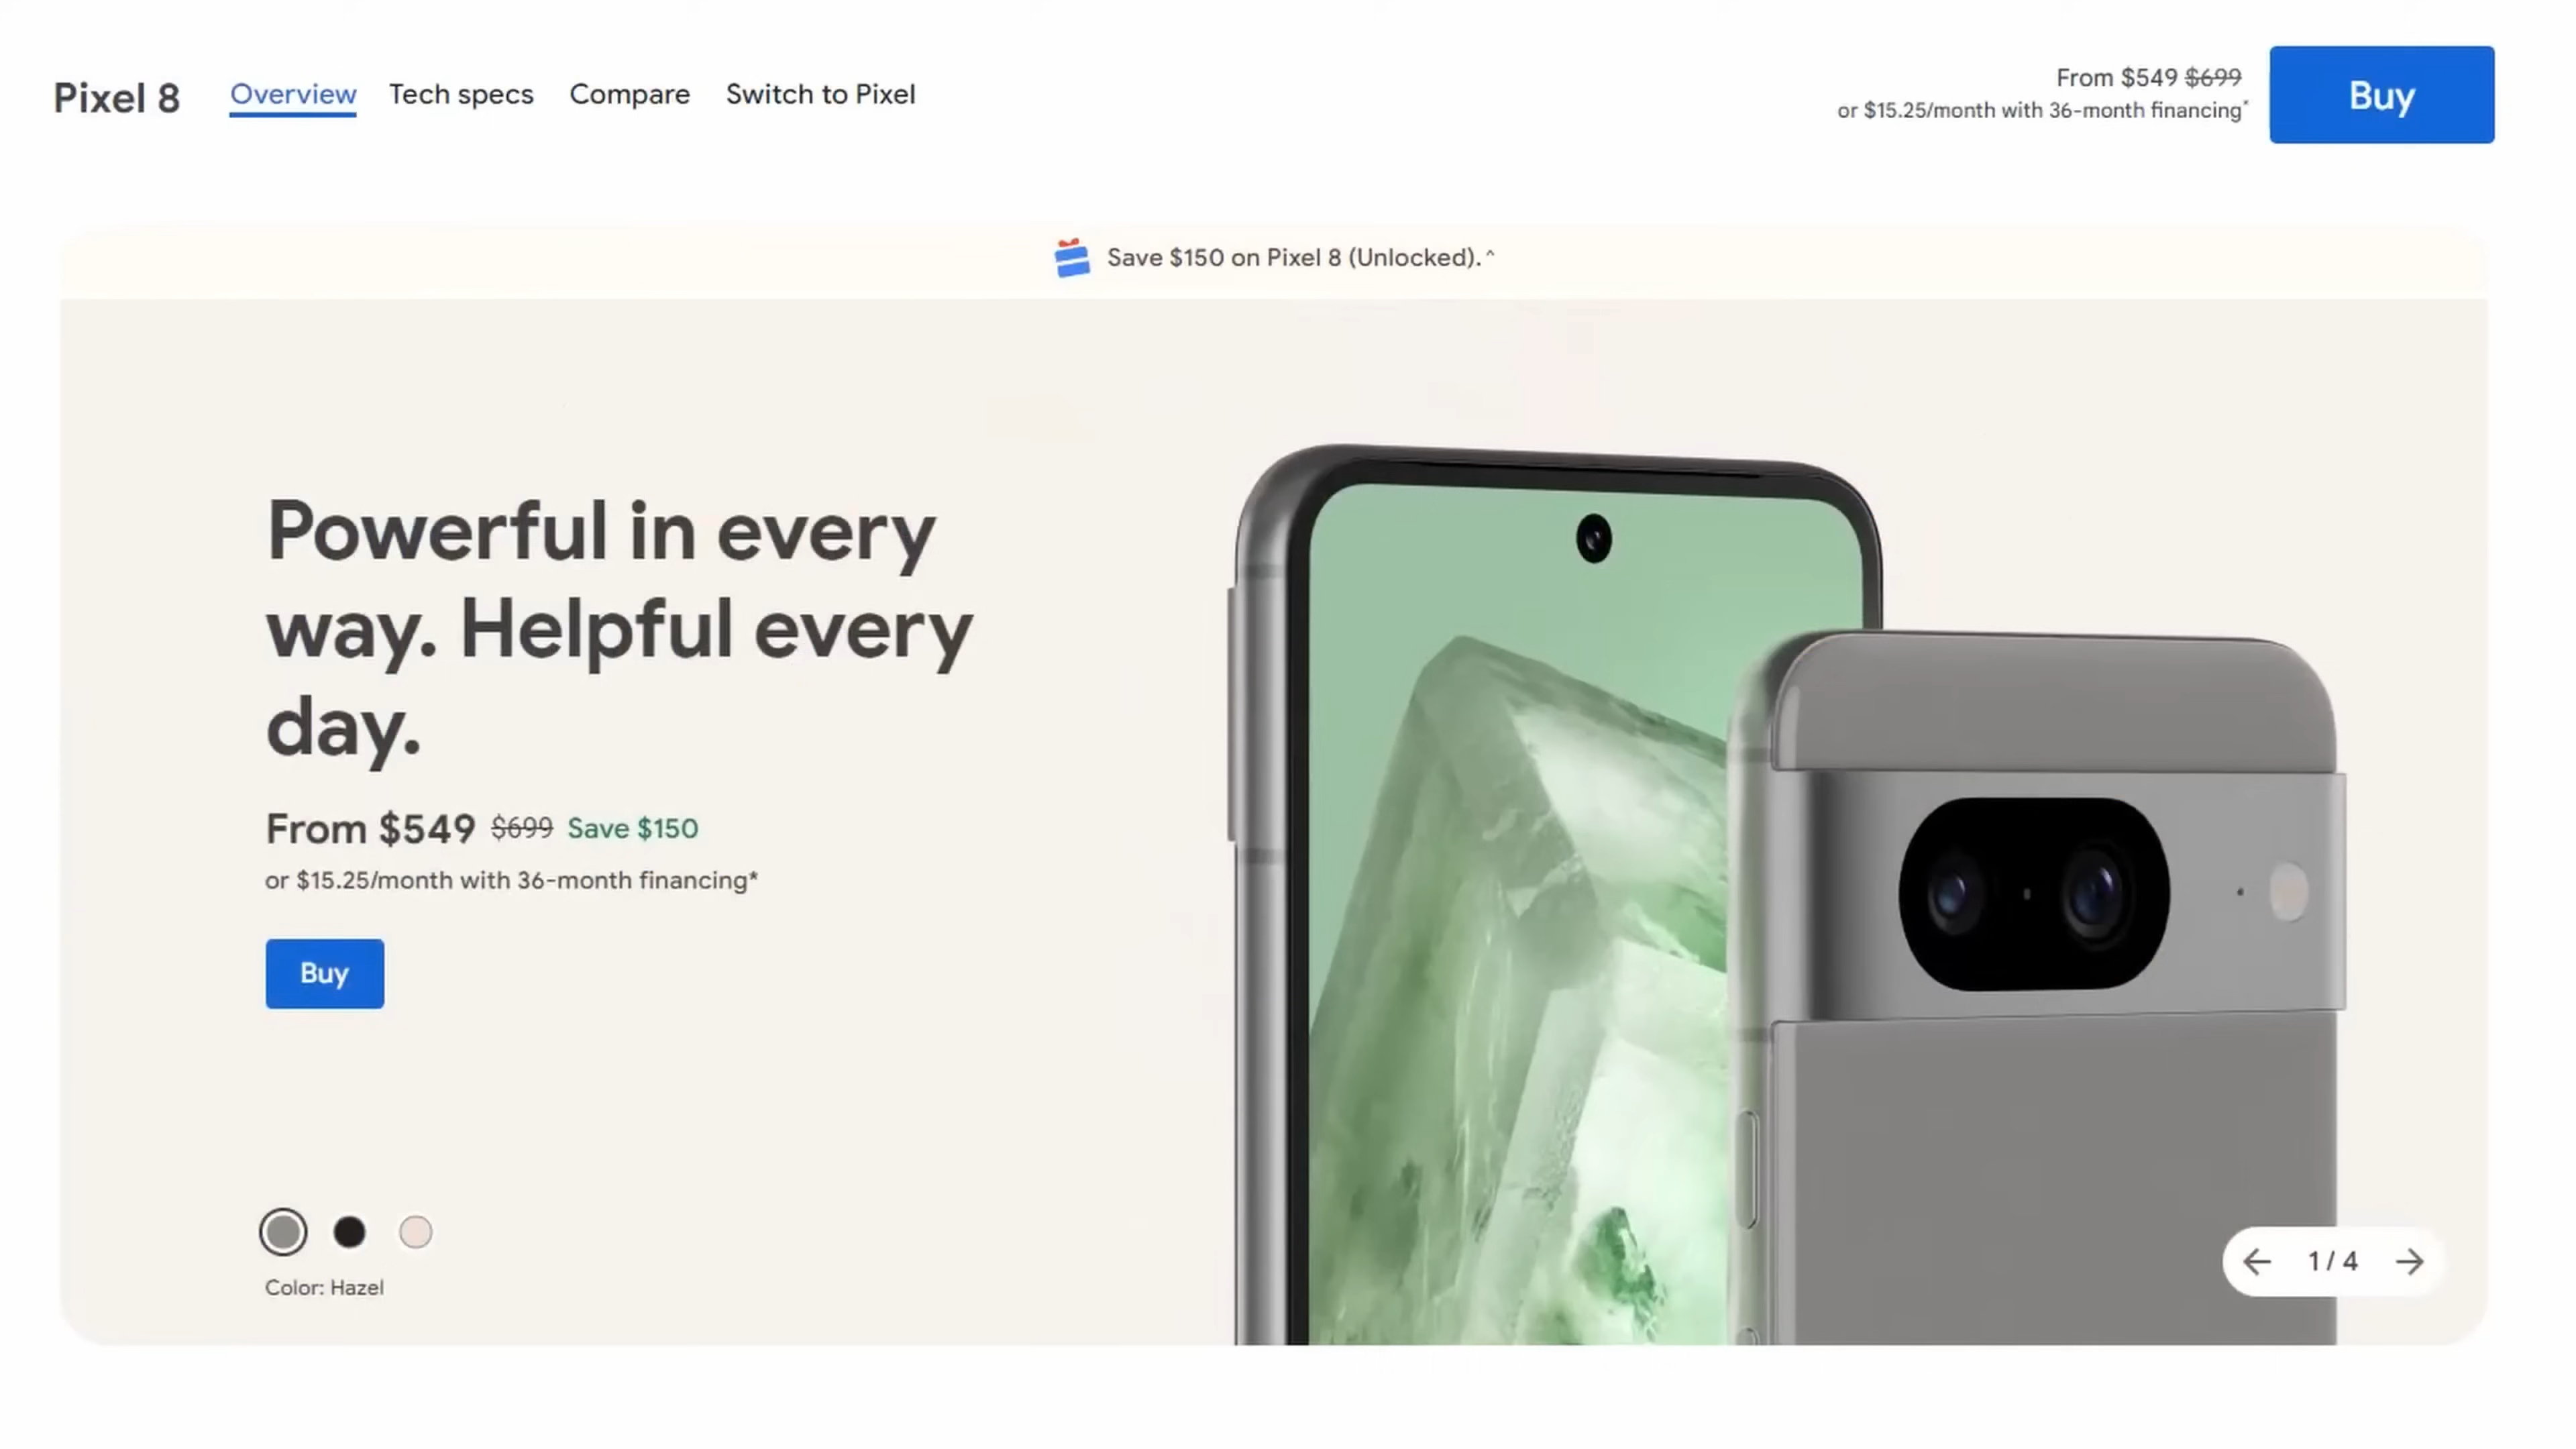 Pixel 8
Overview
Tech specs
Compare
Switch to Pixel
From $549 $699
or $15.25/month with 36-month financing*
Buy
Save $150 on Pixel 8 (Unlocked).^
Powerful in every
way. Helpful every
day.
From $549 $699 Save $150
or $15.25/month with 36-month financing*
Buy
Color: Hazel
1 / 4